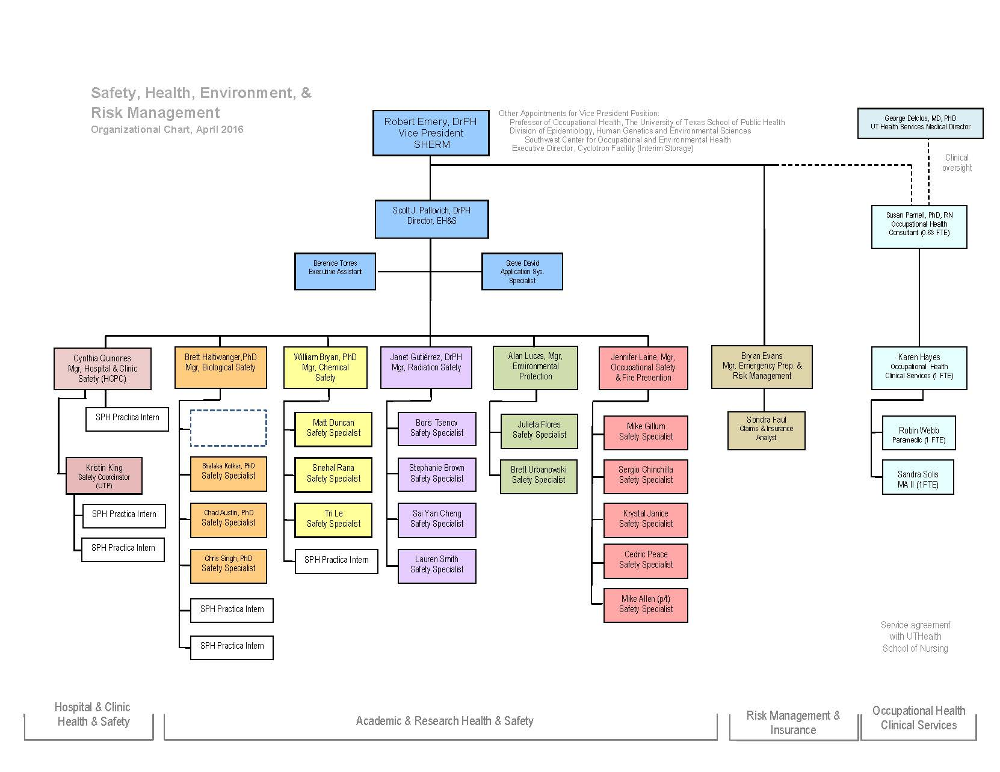 Safety, Health, Environment, &
Risk Management
Organizational Chart, April 2016
Robert Emery, DrPH
Vice President
SHERM
Other Appointments for Vice President Position:
Professor of Occupational Health, The University of Texas School of Public Health
Division of Epidemiology, Human Genetics and Environmental Sciences
Southwest Center for Occupational and Environmental Health
Executive Director, Cyclotron Facility (Interim Storage)
George Delclos, MD, PhD
UT Health Services Medical Director
Clinical
oversight
Scott J. Patlovich, DrPH
Director, EH&S
Susan Parnell, PhD, RN
Occupational Health
Consultant (0.68 FTE)
Berenice Torres
Executive Assistant
Steve David
Application Sys.
Specialist
Cynthia Quinones
Mgr, Hospital & Clinic
Safety (HCPC)
Brett Haltiwanger,PhD
Mgr, Biological Safety
William Bryan, PhD
Mgr, Chemical
Safety
Janet Gutiérrez, DrPH
Mgr, Radiation Safety
Alan Lucas, Mgr,
Environmental
Protection
Jennifer Laine, Mgr,
Occupational Safety
& Fire Prevention
Bryan Evans
Mgr, Emergency Prep. &
Risk Management
Karen Hayes
Occupational Health
Clinical Services (1 FTE)
SPH Practica Intern
Kristin King
Safety Coordinator
(UTP)
SPH Practica Intern
SPH Practica Intern
Shalaka Kotkar, PhD
Safety Specialist
Chad Austin, PhD
Safety Specialist
Chris Singh, PhD
Safety Specialist
SPH Practica Intern
SPH Practica Intern
Matt Duncan
Safety Specialist
Snehal Rana
Safety Specialist
Tri Le
Safety Specialist
SPH Practica Intern
Boris Tsenov
Safety Specialist
Stephanie Brown
Safety Specialist
Sai Yan Cheng
Safety Specialist
Lauren Smith
Safety Specialist
Julieta Flores
Safety Specialist
Brett Urbanowski
Safety Specialist
Mike Gillum
Safety Specialist
Sergio Chinchilla
Safety Specialist
Krystal Janice
Safety Specialist
Cedric Peace
Safety Specialist
Mike Allen (p/t)
Safety Specialist
Sondra Faul
Claims & Insurance
Analyst
Robin Webb
Paramedic (1 FTE)
Sandra Solis
MA II (1FTE)
Service agreement
with UTHealth
School of Nursing
Hospital & Clinic
Health & Safety
Academic & Research Health & Safety
Risk Management &
Insurance
Occupational Health
Clinical Services